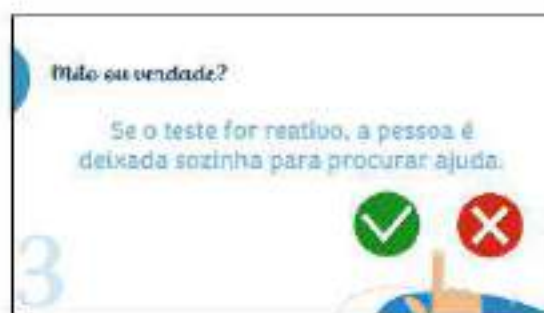 Mito ou verdade?
Se o teste for reativo, a pessoa é
deixada sozinha para procurar ajuda.
3